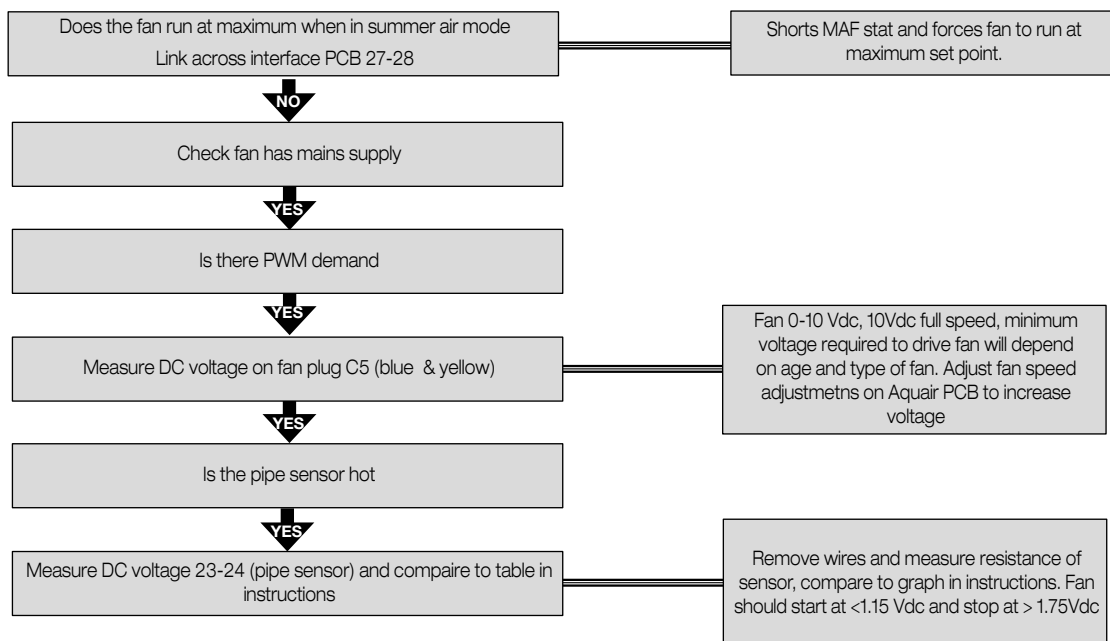 Does the fan run at maximum when in summer air mode
Link across interface PCB 27-28
Shorts MAF stat and forces fan to run at
maximum set point.
NO
Check fan has mains supply
YES
Is there PWM demand
YES
Measure DC voltage on fan plug C5 (blue & yellow)
Fan 0-10 Vdc, 10Vdc full speed, minimum
voltage required to drive fan will depend
on age and type of fan. Adjust fan speed
adjustmetns on Aquair PCB to increase
voltage
YES
Is the pipe sensor hot
YES
Measure DC voltage 23-24 (pipe sensor) and compaire to table in
instructions
Remove wires and measure resistance of
sensor, compare to graph in instructions. Fan
should start at <1.15 Vdc and stop at > 1.75Vdc